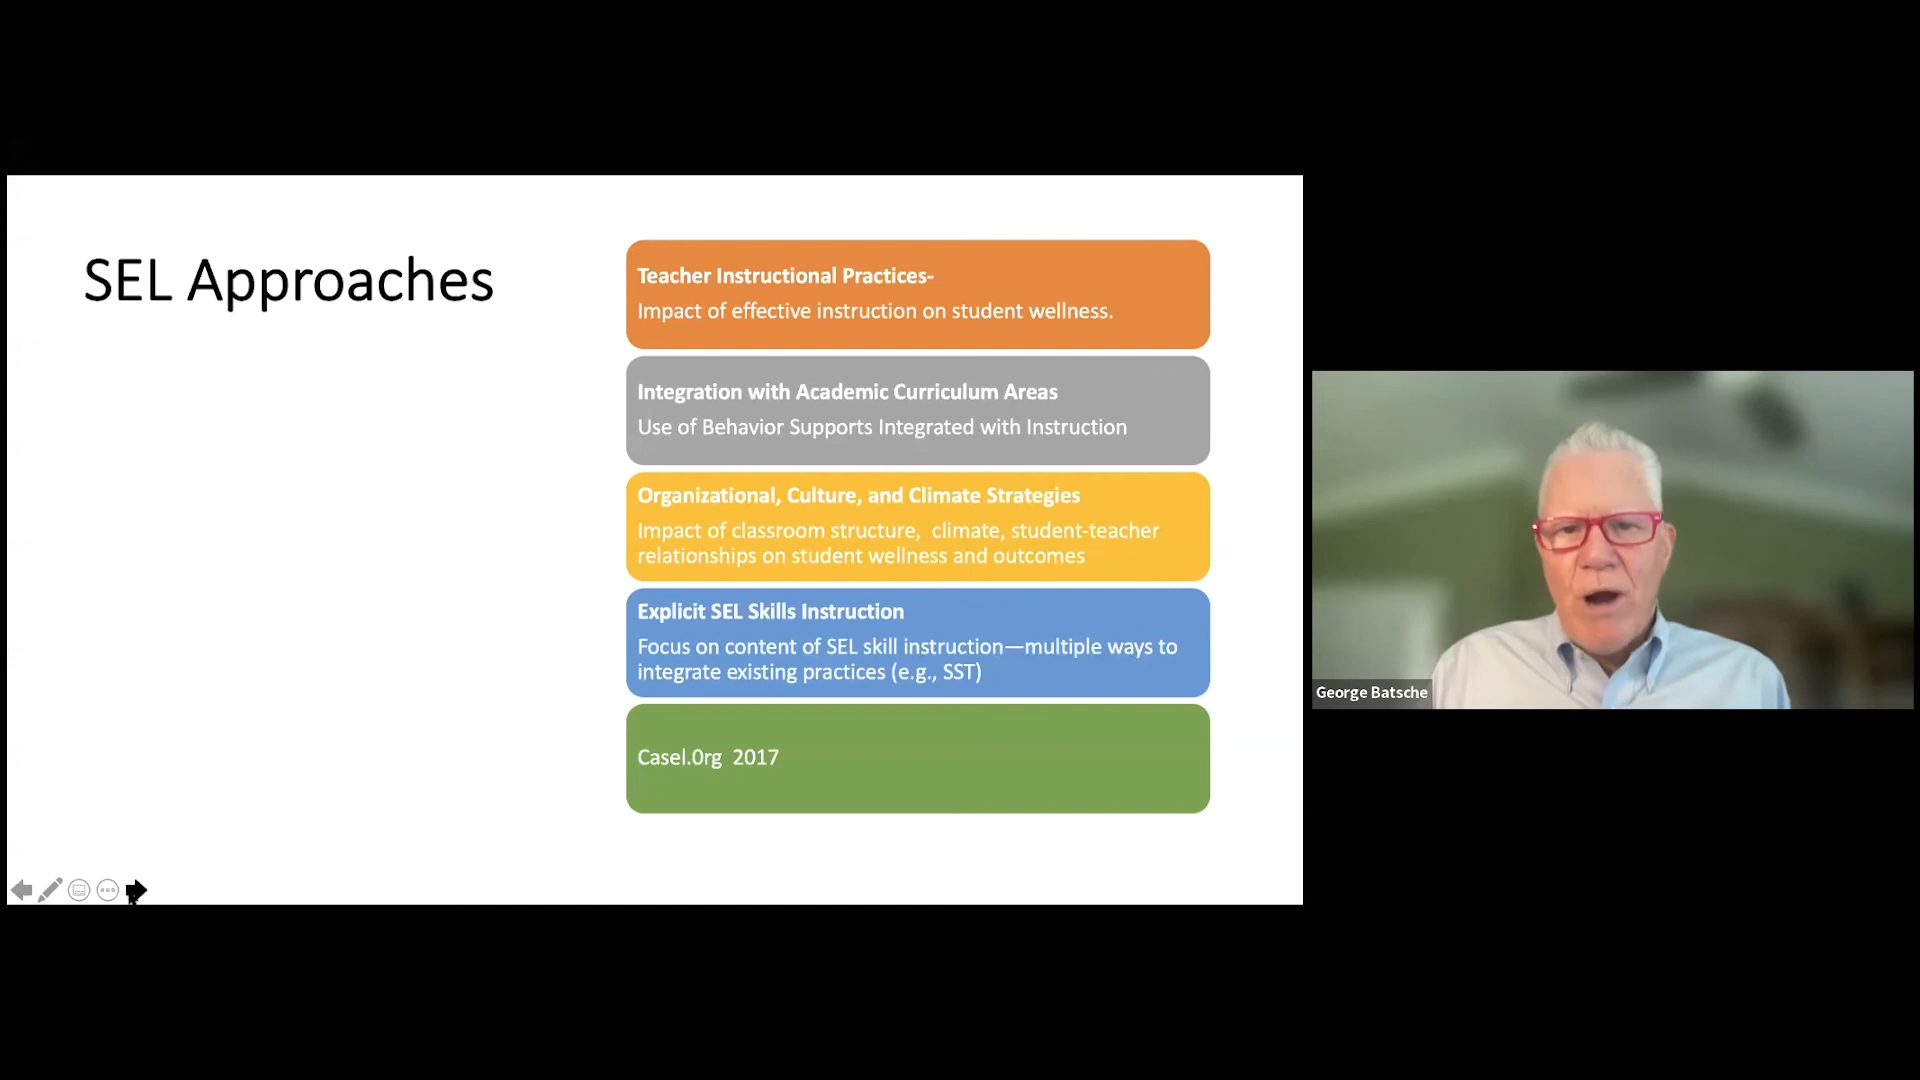 SEL Approaches
Teacher Instructional Practices-
Impact of effective instruction on student wellness.
Integration with Academic Curriculum Areas
Use of Behavior Supports Integrated with Instruction
Organizational, Culture, and Climate Strategies
Impact of classroom structure,  climate, student-teacher
relationships on student wellness and outcomes
Explicit SEL Skills Instruction
Focus on content of SEL skill instruction—multiple ways to
integrate existing practices (e.g., SST)
Casel.0rg  2017
George Batsche